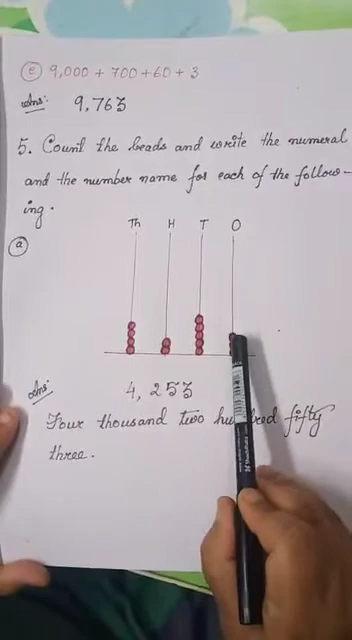 (e) 9,000 + 700 + 60 + 3
Ans: 9,763
5. Count the beads and write the numeral
and the number name for each of the follow-
ing.
(a)
Th H T O
Ans: 4,253
Four thousand two hundred fifty
three.